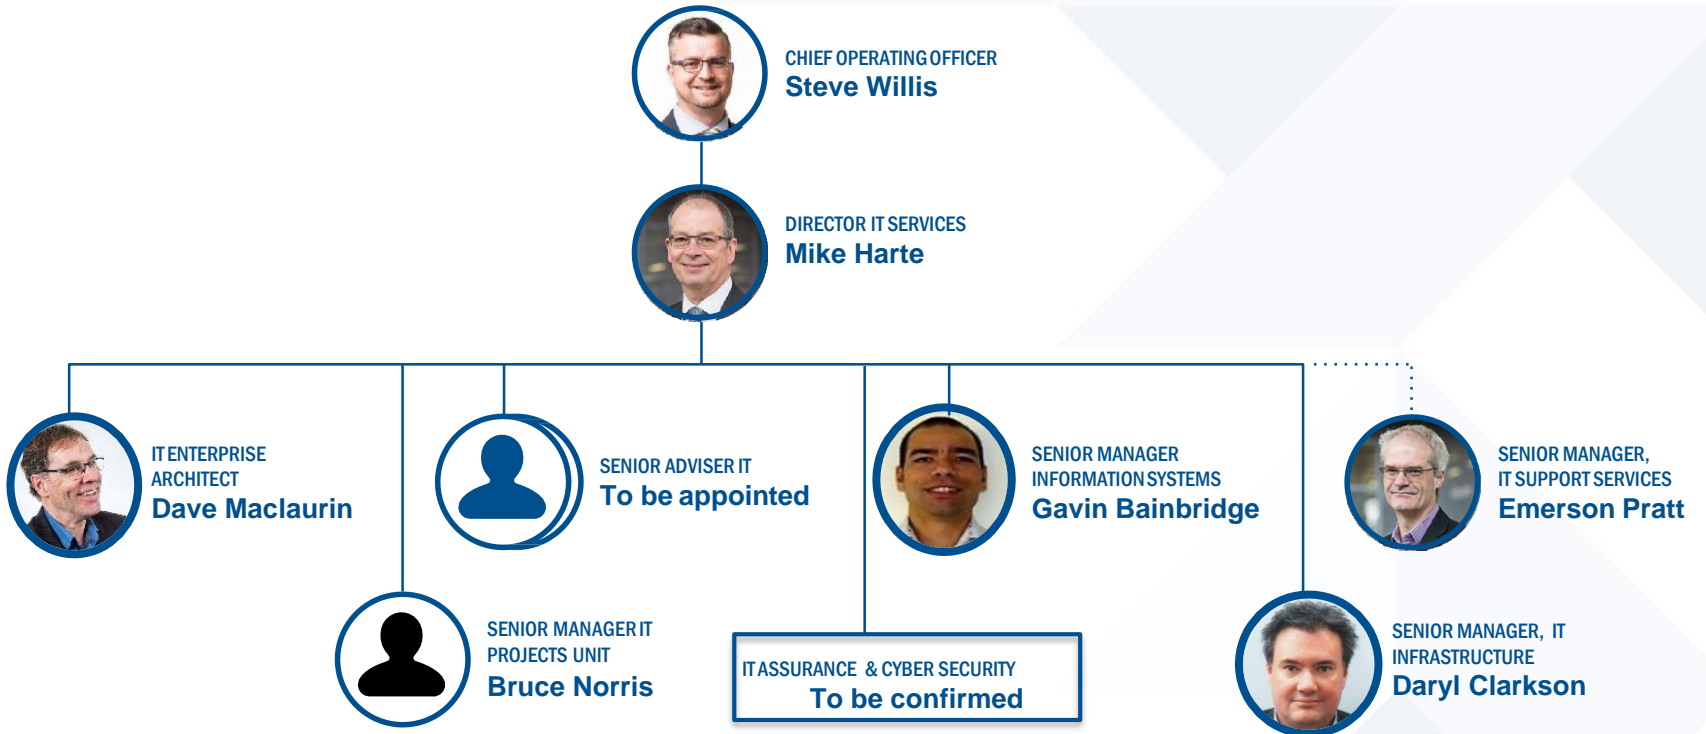 CHIEF OPERATING OFFICER
Steve Willis
DIRECTOR IT SERVICES
Mike Harte
IT ENTERPRISE
ARCHITECT
Dave Maclaurin
SENIOR ADVISER IT
To be appointed
SENIOR MANAGER
INFORMATION SYSTEMS
Gavin Bainbridge
SENIOR MANAGER,
IT SUPPORT SERVICES
Emerson Pratt
SENIOR MANAGER IT
PROJECTS UNIT
Bruce Norris
IT ASSURANCE & CYBER SECURITY
To be confirmed
SENIOR MANAGER, IT
INFRASTRUCTURE
Daryl Clarkson